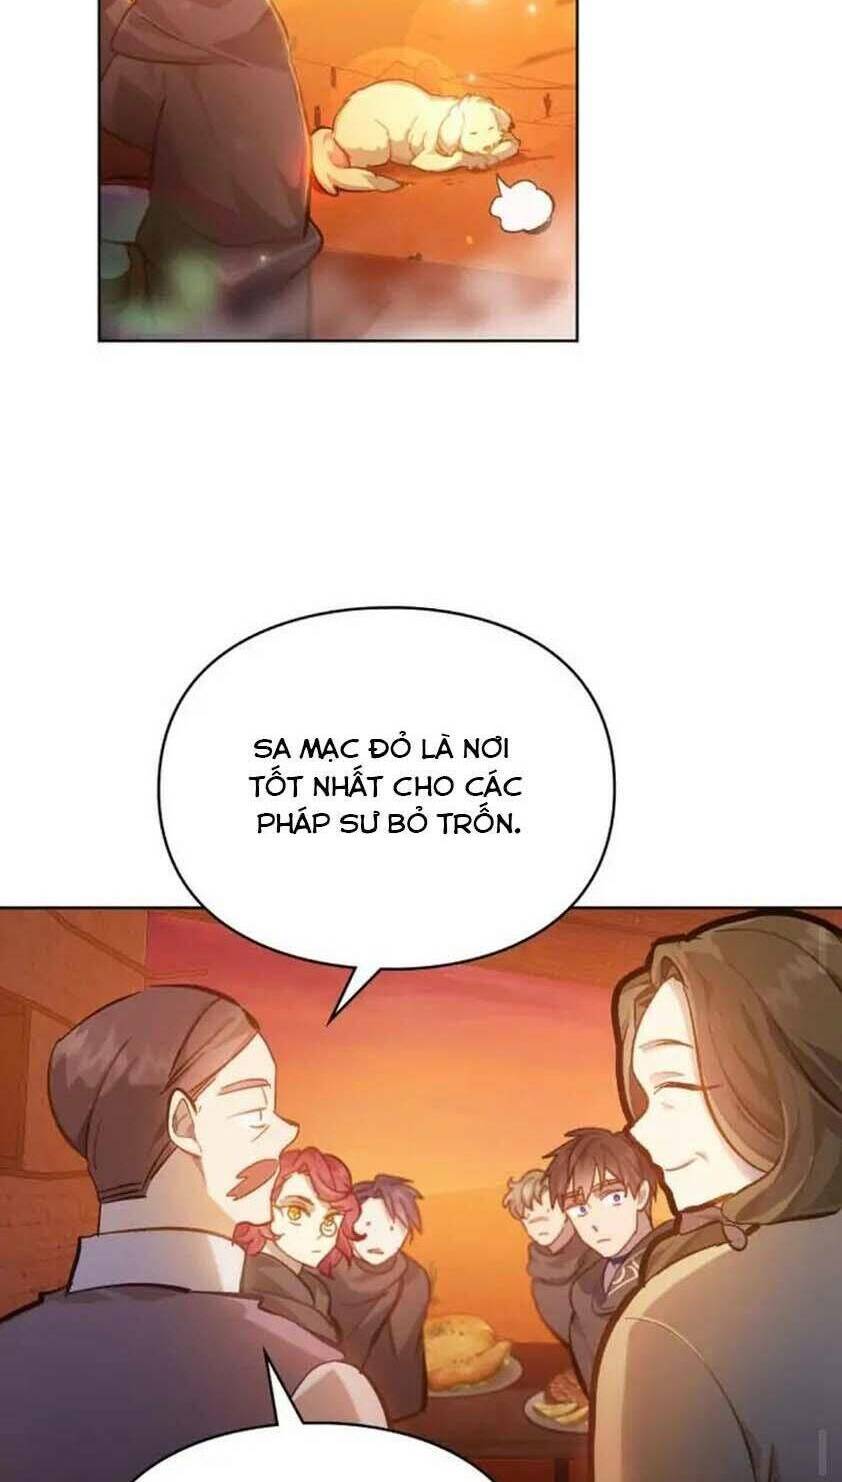 SA MẠC ĐỎ LÀ NƠI
TỐT NHẤT CHO CÁC
PHÁP SƯ BỎ TRỐN.